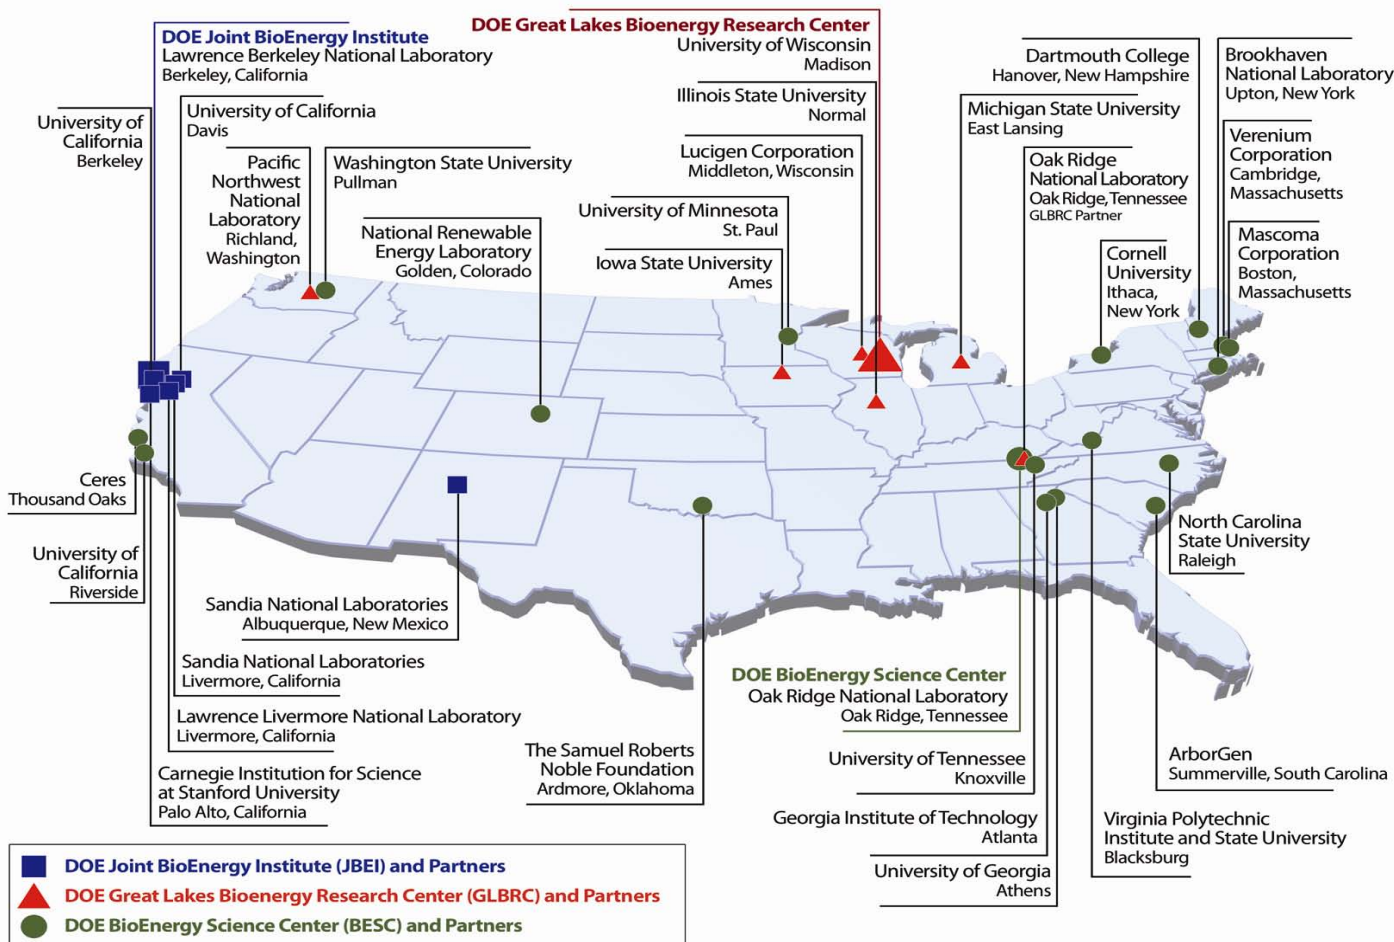 DOE Joint BioEnergy Institute
Lawrence Berkeley National Laboratory
Berkeley, California
DOE Great Lakes Bioenergy Research Center
University of Wisconsin
Madison
Dartmouth College
Hanover, New Hampshire
Brookhaven
National Laboratory
Upton, New York
University of
California
Berkeley
University of California
Davis
Illinois State University
Normal
Michigan State University
East Lansing
Verenium
Corporation
Cambridge,
Massachusetts
Pacific
Northwest
National
Laboratory
Richland,
Washington
Washington State University
Pullman
Lucigen Corporation
Middleton, Wisconsin
Oak Ridge
National Laboratory
Oak Ridge, Tennessee
GLBRC Partner
National Renewable
Energy Laboratory
Golden, Colorado
University of Minnesota
St. Paul
Iowa State University
Ames
Cornell
University
Ithaca,
New York
Mascoma
Corporation
Boston,
Massachusetts
Ceres
Thousand Oaks
University of
California
Riverside
Sandia National Laboratories
Albuquerque, New Mexico
Sandia National Laboratories
Livermore, California
Lawrence Livermore National Laboratory
Livermore, California
Carnegie Institution for Science
at Stanford University
Palo Alto, California
The Samuel Roberts
Noble Foundation
Ardmore, Oklahoma
DOE BioEnergy Science Center
Oak Ridge National Laboratory
Oak Ridge, Tennessee
University of Tennessee
Knoxville
Georgia Institute of Technology
Atlanta
University of Georgia
Athens
North Carolina
State University
Raleigh
ArborGen
Summerville, South Carolina
Virginia Polytechnic
Institute and State University
Blacksburg
DOE Joint BioEnergy Institute (JBEI) and Partners
DOE Great Lakes Bioenergy Research Center (GLBRC) and Partners
DOE BioEnergy Science Center (BESC) and Partners